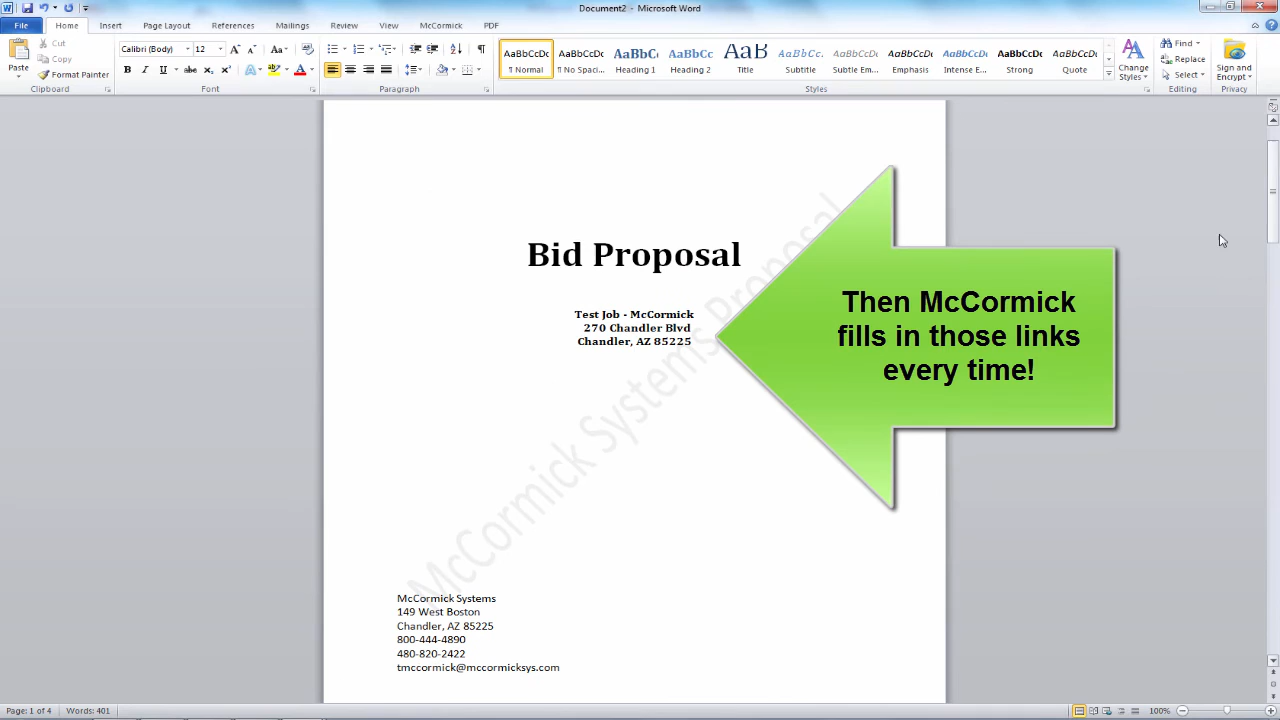 Document2 - Microsoft Word
File Home Insert Page Layout References Mailings Review View McCormick PDF
Paste
Cut
Copy
Format Painter
Clipboard
Calibri (Body) 12
Font
Paragraph
AaBbCcDc AaBbCcDc AaBbC AaBbCc AaB AaBbCc. AaBbCcDc AaBbCcDc AaBbCcDc AaBbCcDc AaBbCcDc
¶ Normal ¶ No Spaci... Heading 1 Heading 2 Title Subtitle Subtle Em... Emphasis Intense E... Strong Quote
Styles
Change Styles
Find
Replace
Select
Editing
Sign and Encrypt
Privacy
Bid Proposal
Test Job - McCormick
270 Chandler Blvd
Chandler, AZ 85225
Then McCormick
fills in those links
every time!
McCormick Systems Proposal
McCormick Systems
149 West Boston
Chandler, AZ 85225
800-444-4890
480-820-2422
tmccormick@mccormicksys.com
Page: 1 of 4 Words: 401 100%